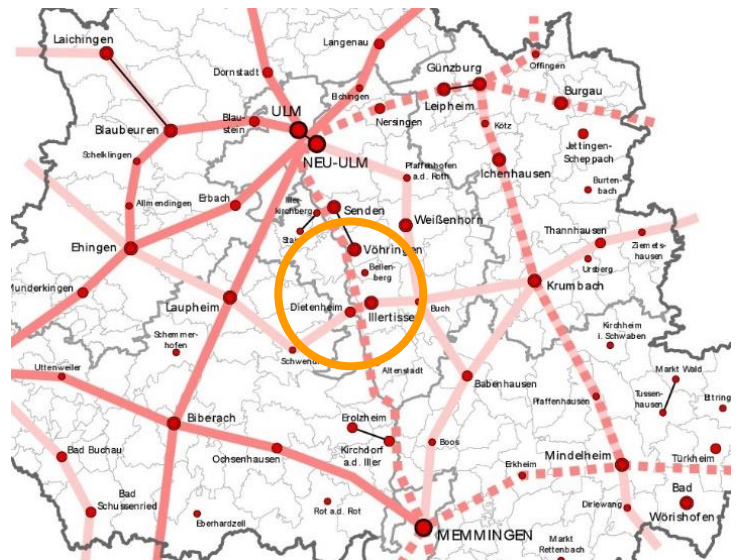 Laichingen
Langenau
Dornstadt
Günzburg
Offingen
Elchingen
Leipheim
Burgau
Blaubeuren
Blau-
stein
ULM
Nersingen
Kötz
NEU-ULM
Jettingen-
Scheppach
Schelklingen
Pfaffenhofen
a.d. Roth
Ichenhausen
Burten-
bach
Allmendingen
Erbach
Iller-
kirchberg
Senden
Weißenhorn
Thannhausen
Ziemets-
hausen
Ehingen
Vöhringen
Ursberg
Bellen-
berg
Munderkingen
Laupheim
Dietenheim
Illertissen
Buch
Krumbach
Schemmer-
hofen
Schwendi
Altenstadt
Kirchheim
i. Schwaben
Uttenweiler
Babenhausen
Markt Wald
Pfaffenhausen
Tussen-
hausen
Ettring
Biberach
Erolzheim
Bad Buchau
Ochsenhausen
Kirchdorf
a.d. Iller
Boos
Mindelheim
Türkheim
Erkheim
Bad
Schussenried
Eberhardzell
Rot a.d. Rot
Dirlewang
Bad
Wörishofen
MEMMINGEN
Markt
Rettenbach